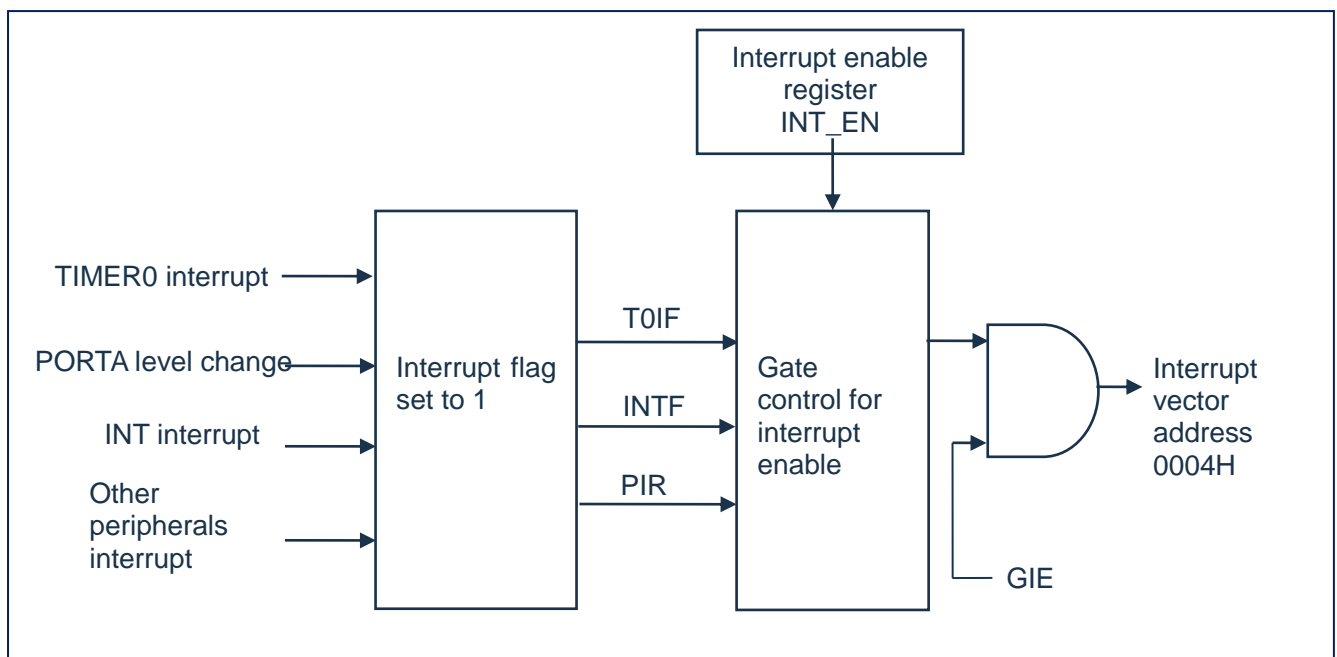 Interrupt enable
register
INT_EN
TIMER0 interrupt
PORTA level change
INT interrupt
Other
peripherals
interrupt
Interrupt flag
set to 1
T0IF
INTF
PIR
Gate
control for
interrupt
enable
Interrupt
vector
address
0004H
GIE